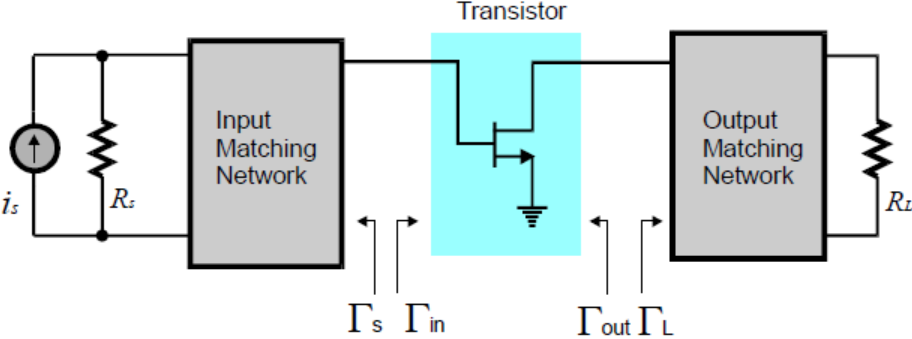 Transistor
Input
Matching
Network
Output
Matching
Network
is
Rs
RL
Γs Γin
Γout ΓL